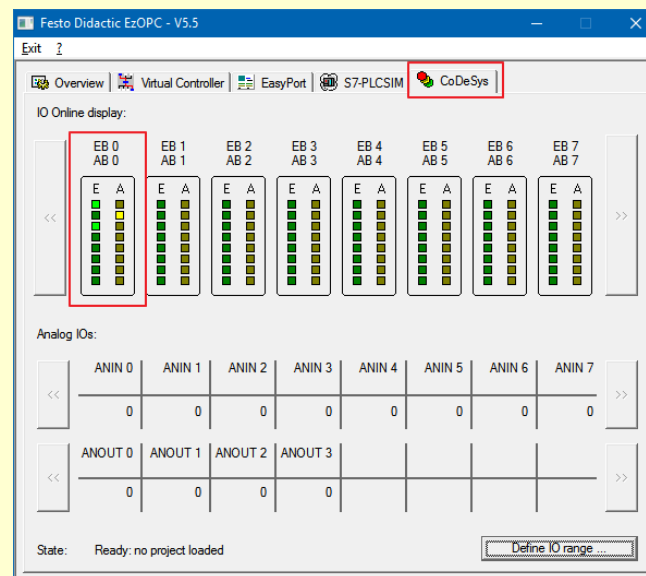 Festo Didactic EzOPC - V5.5
Exit ?
Overview Virtual Controller EasyPort S7-PLCSIM CoDeSys
IO Online display:
EB 0 EB 1 EB 2 EB 3 EB 4 EB 5 EB 6 EB 7
AB 0 AB 1 AB 2 AB 3 AB 4 AB 5 AB 6 AB 7
E A E A E A E A E A E A E A E A
<< >>
Analog IOs:
ANIN 0 ANIN 1 ANIN 2 ANIN 3 ANIN 4 ANIN 5 ANIN 6 ANIN 7
<< >>
0 0 0 0 0 0 0 0
ANOUT 0 ANOUT 1 ANOUT 2 ANOUT 3
<< >>
0 0 0 0
State: Ready: no project loaded Define IO range ...